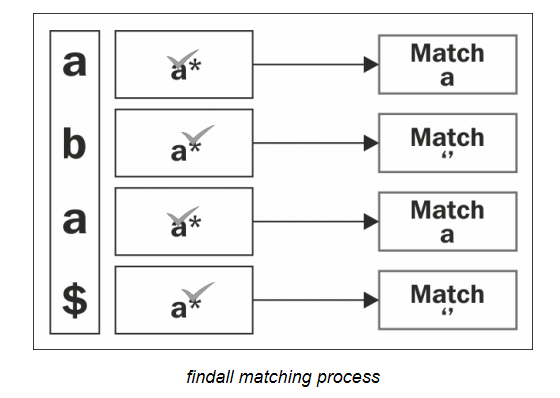 a
a*
Match
a
b
a*
Match
‘’
a
a*
Match
a
$
a*
Match
‘’
findall matching process